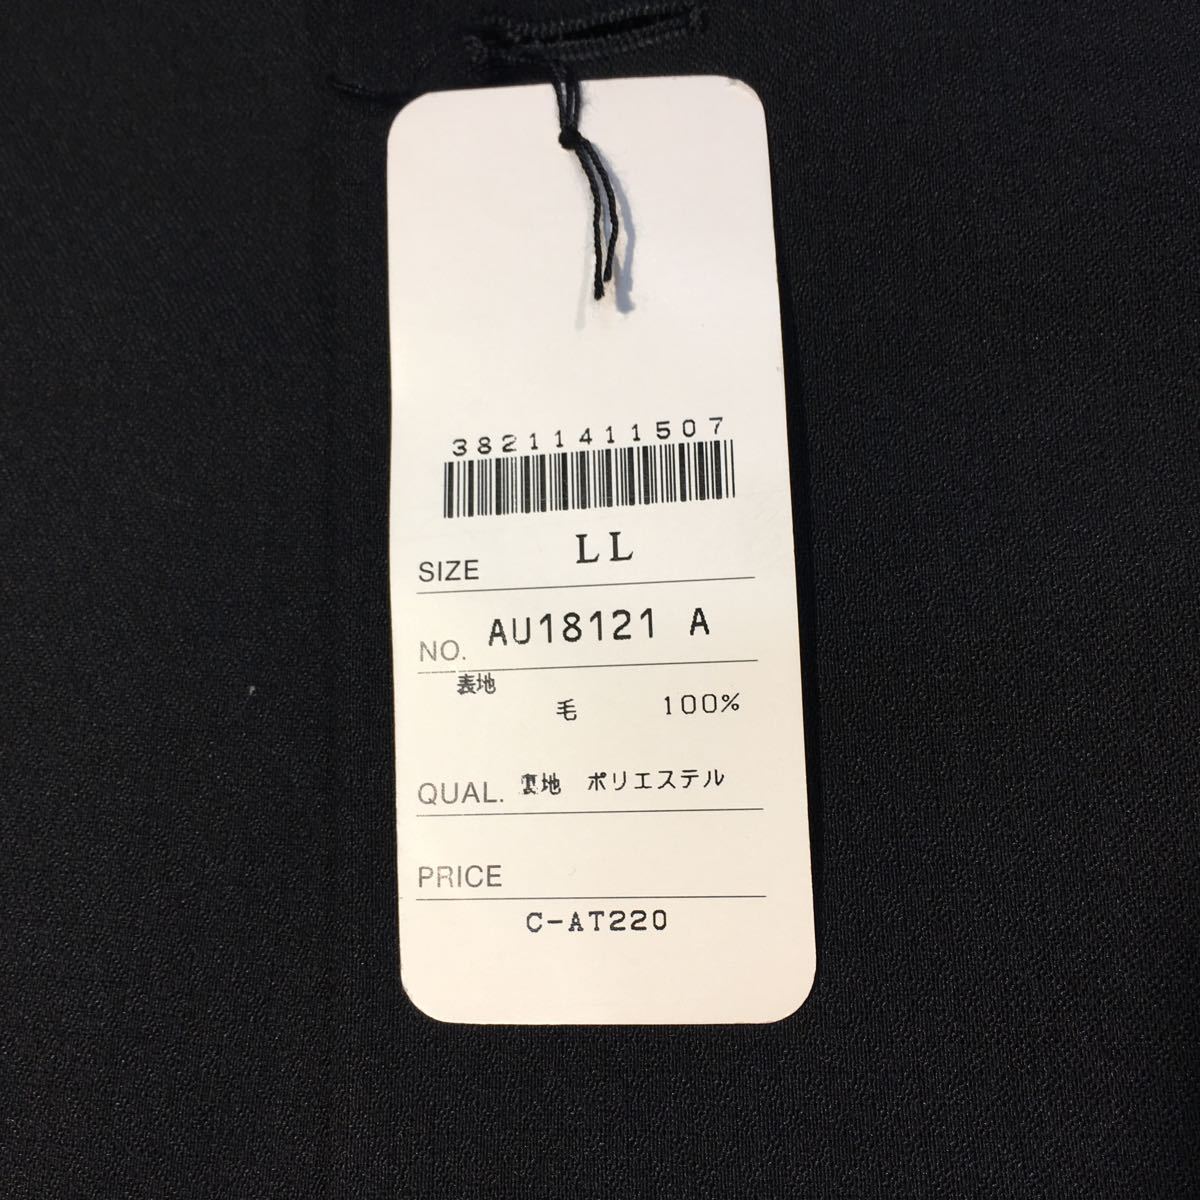 38211411507
SIZE LL
NO. AU18121 A
表地
毛 100%
QUAL. 裏地 ポリエステル
PRICE
C-AT220